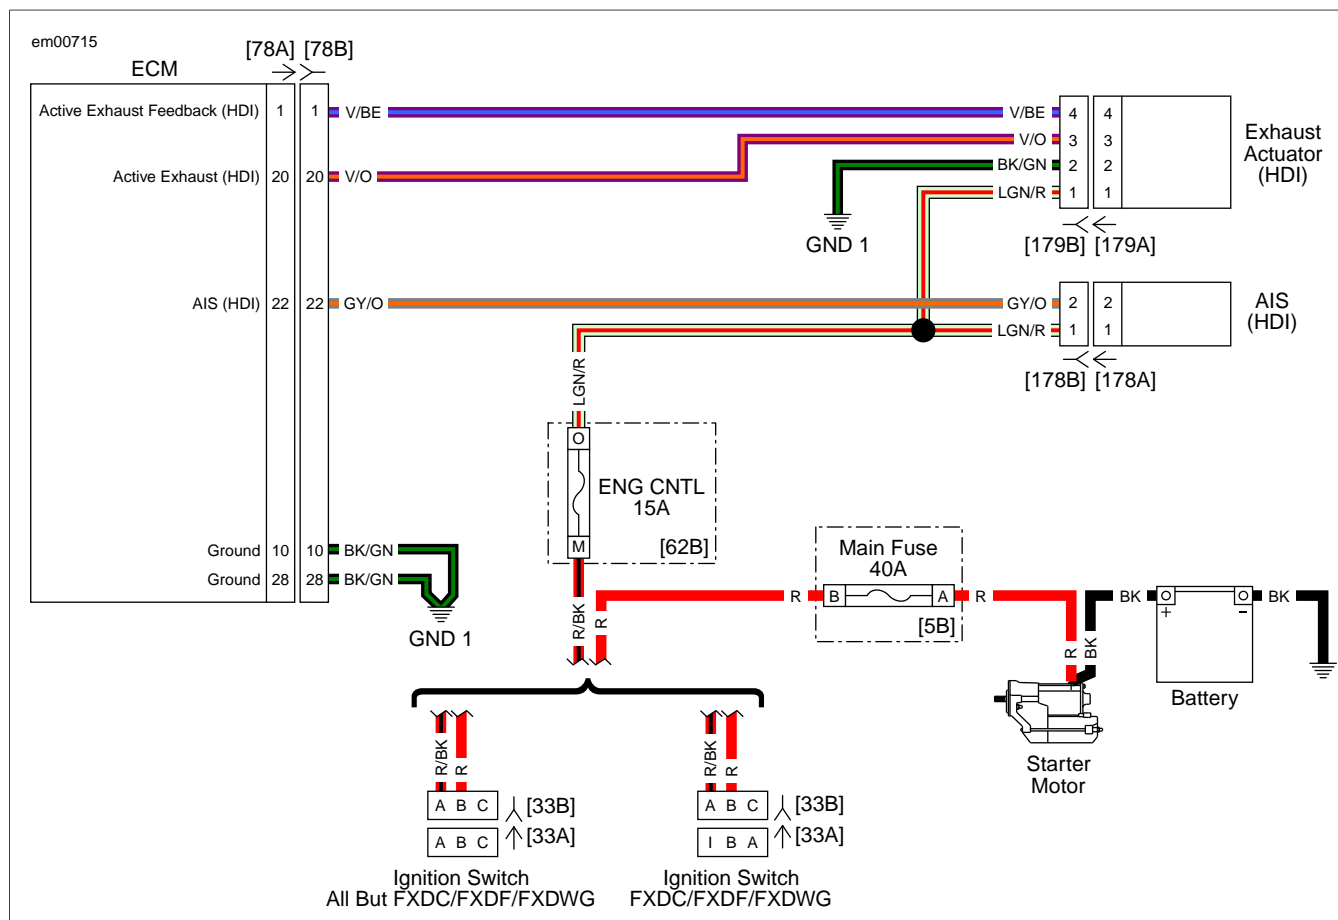 em00715
[78A] [78B]
ECM
Active Exhaust Feedback (HDI) 1 1 V/BE V/BE 4 4
V/O 3 3
Exhaust
Actuator
(HDI)
BK/GN 2 2
Active Exhaust (HDI) 20 20 V/O
LGN/R 1 1
GND 1
[179B] [179A]
AIS (HDI) 22 22 GY/O GY/O 2 2
AIS
(HDI)
LGN/R 1 1
[178B] [178A]
LGN/R
O
ENG CNTL
15A
M
[62B]
Ground 10 10 BK/GN
Ground 28 28 BK/GN
GND 1
R/BK
R
Main Fuse
40A
R B A R
[5B]
R
BK
BK
+ -
BK
Battery
Starter
Motor
R/BK R
A B C [33B]
A B C [33A]
Ignition Switch
All But FXDC/FXDF/FXDWG
R/BK R
A B C [33B]
I B A [33A]
Ignition Switch
FXDC/FXDF/FXDWG